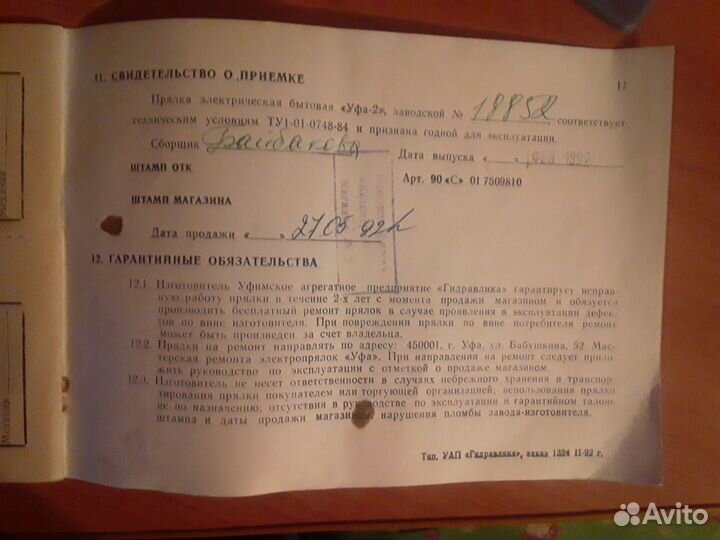 17
11. СВИДЕТЕЛЬСТВО О ПРИЕМКЕ
Прялка электрическая бытовая «Уфа-2», заводской № 18852 соответствует
техническим условиям ТУ1-01-0748-84 и признана годной для эксплуатации.
Сборщик Байбакова
Дата выпуска « » ФЕВ 1992
ШТАМП ОТК
Арт. 90 «С» 01 7509810
ШТАМП МАГАЗИНА
Дата продажи « » 27 05 92
12. ГАРАНТИЙНЫЕ ОБЯЗАТЕЛЬСТВА
12.1. Изготовитель Уфимское агрегатное предприятие «Гидравлика» гарантирует исправ-
ную работу прялки в течение 2-х лет с момента продажи магазином и обязуется
производить бесплатный ремонт прялок в случае проявления в эксплуатации дефек-
тов по вине изготовителя. При повреждении прялки по вине потребителя ремонт
может быть произведен за счет владельца.
12.2. Прялки на ремонт направлять по адресу: 450001, г. Уфа, ул. Бабушкина, 52. Мас-
терская ремонта электропрялок «Уфа». При направлении на ремонт следует прило-
жить руководство по эксплуатации с отметкой о продаже магазином.
12.3. Изготовитель не несет ответственности в случаях небрежного хранения и транспор-
тирования прялки покупателем или торгующей организацией, использования прялки
не по назначению; отсутствия в руководстве по эксплуатации и гарантийном талоне
штампа и даты продажи магазином, нарушения пломбы завода-изготовителя.
Тип. УАП «Гидравлика», заказ 1324 II-92 г.
Механик
Механик
Avito